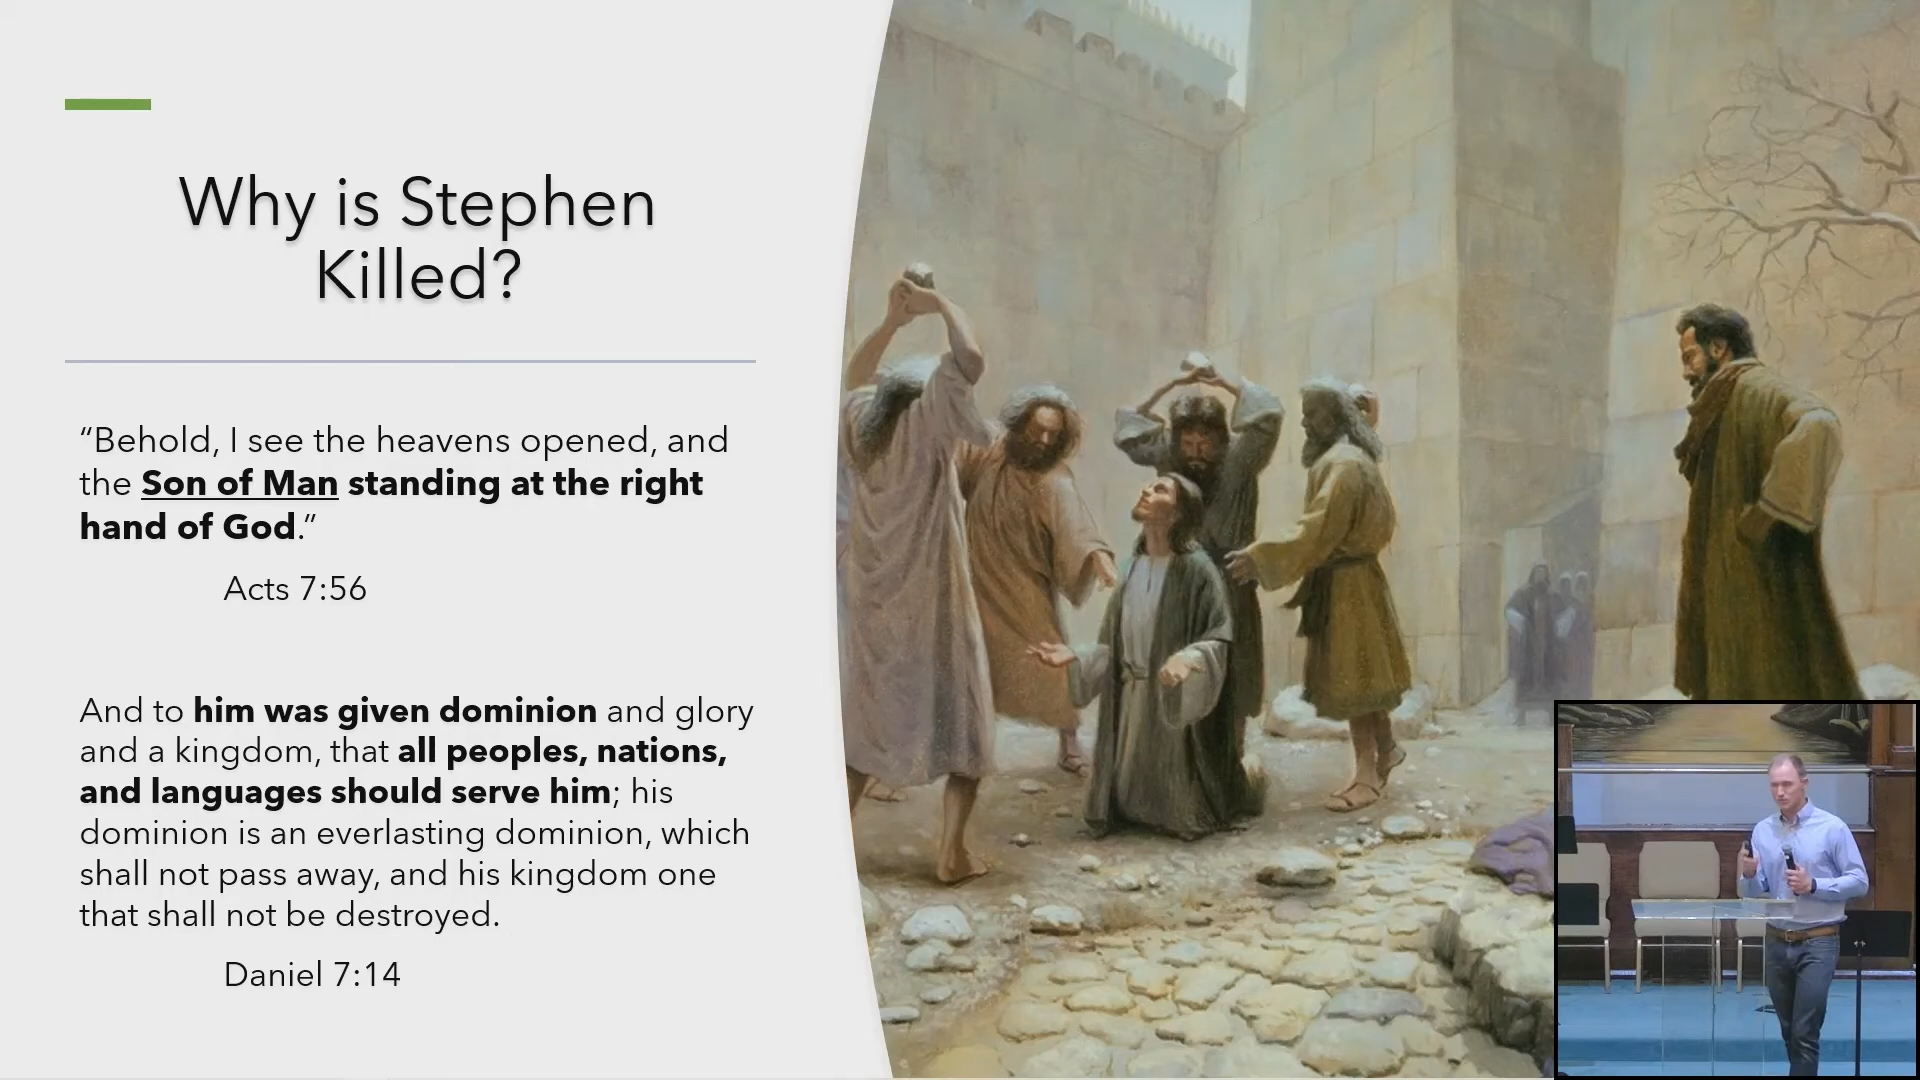 Why is Stephen
Killed?
“Behold, I see the heavens opened, and
the Son of Man standing at the right
hand of God.”
Acts 7:56
And to him was given dominion and glory
and a kingdom, that all peoples, nations,
and languages should serve him; his
dominion is an everlasting dominion, which
shall not pass away, and his kingdom one
that shall not be destroyed.
Daniel 7:14